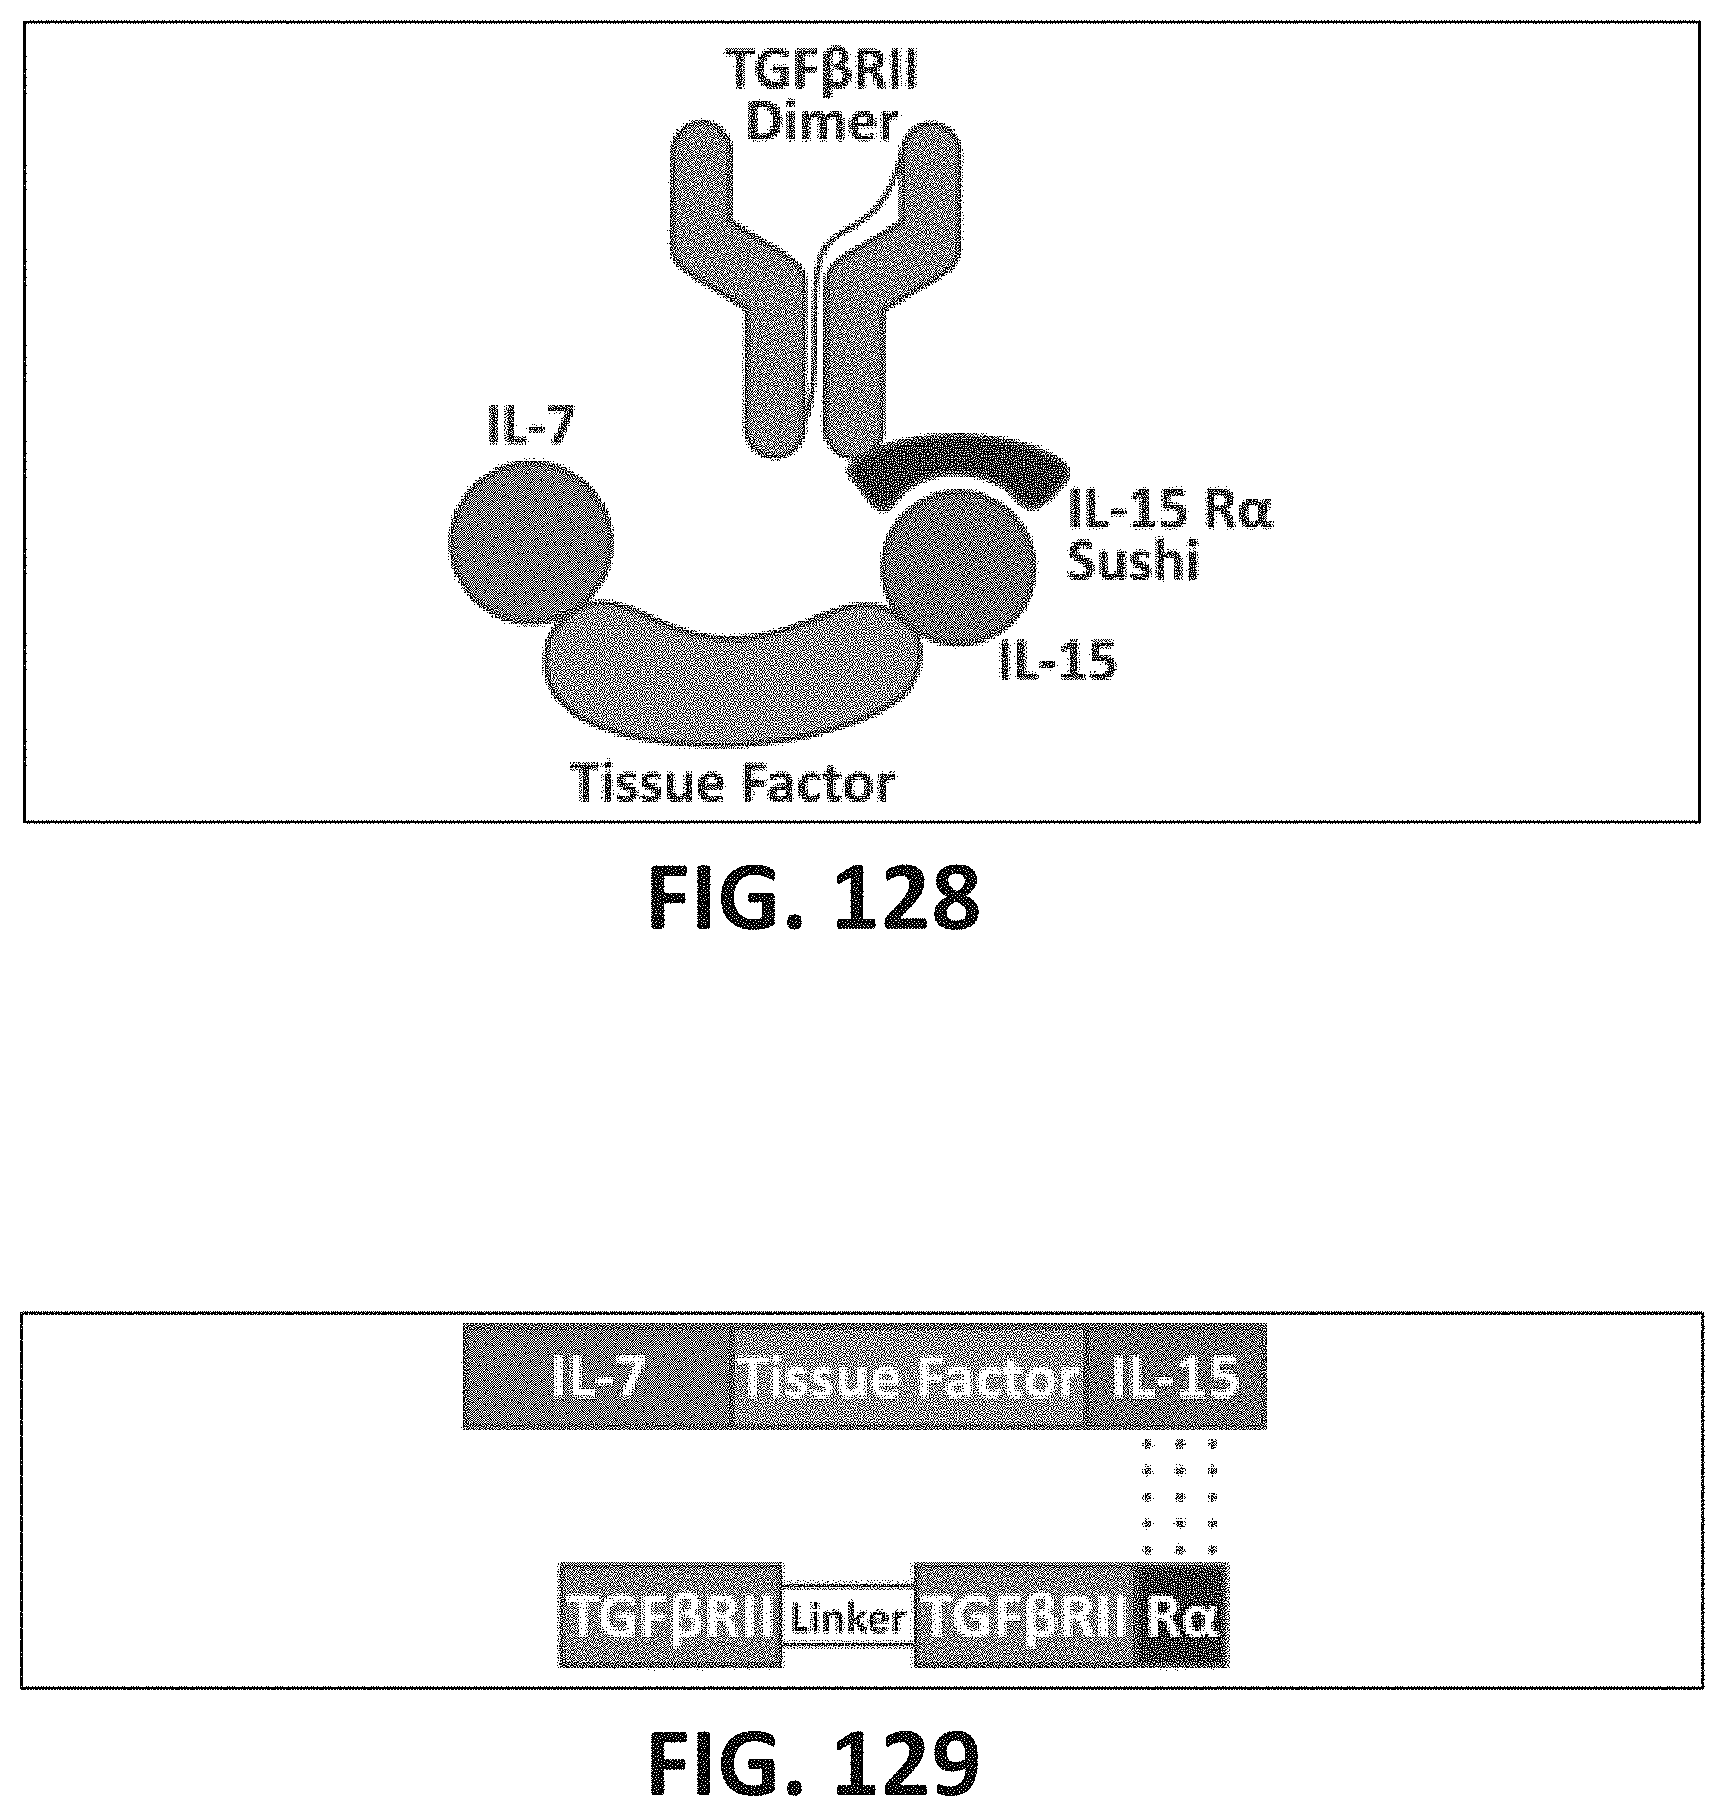 TGFβRII
Dimer
IL-7
IL-15 Rα
Sushi
IL-15
Tissue Factor
FIG. 128
IL-7 Tissue Factor IL-15
TGFβRII Linker TGFβRII Rα
FIG. 129